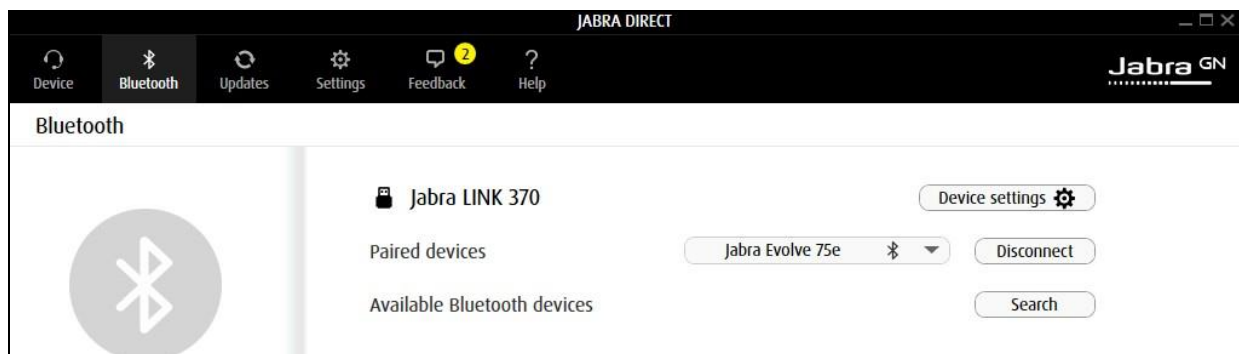 JABRA DIRECT
2
Device Bluetooth Updates Settings Feedback Help
Jabra GN
Bluetooth
Jabra LINK 370 Device settings
Paired devices Jabra Evolve 75e Disconnect
Available Bluetooth devices Search